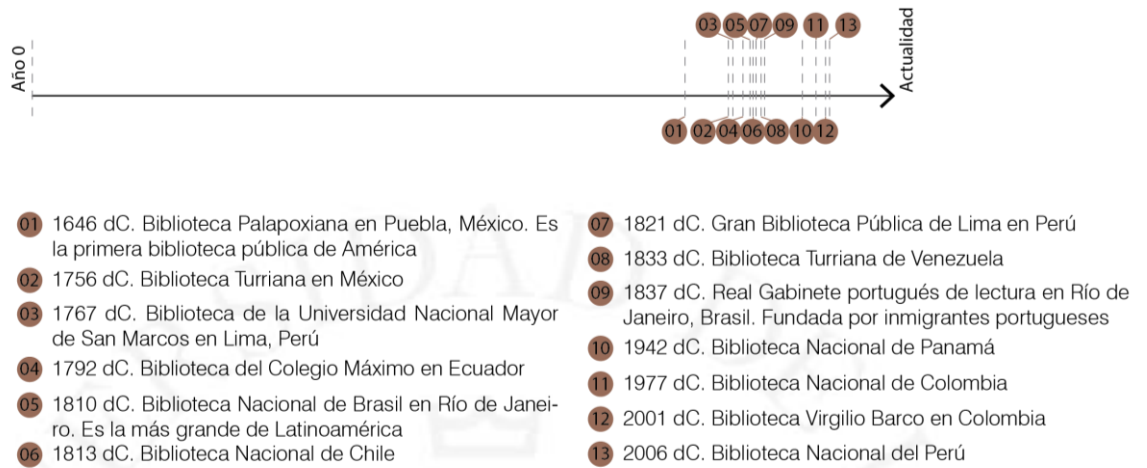 Año 0
03 05 07 09 11 13
Actualidad
01 02 04 06 08 10 12
01 1646 dC. Biblioteca Palapoxiana en Puebla, México. Es
la primera biblioteca pública de América
02 1756 dC. Biblioteca Turriana en México
03 1767 dC. Biblioteca de la Universidad Nacional Mayor
de San Marcos en Lima, Perú
04 1792 dC. Biblioteca del Colegio Máximo en Ecuador
05 1810 dC. Biblioteca Nacional de Brasil en Río de Janei-
ro. Es la más grande de Latinoamérica
06 1813 dC. Biblioteca Nacional de Chile
07 1821 dC. Gran Biblioteca Pública de Lima en Perú
08 1833 dC. Biblioteca Turriana de Venezuela
09 1837 dC. Real Gabinete portugués de lectura en Río de
Janeiro, Brasil. Fundada por inmigrantes portugueses
10 1942 dC. Biblioteca Nacional de Panamá
11 1977 dC. Biblioteca Nacional de Colombia
12 2001 dC. Biblioteca Virgilio Barco en Colombia
13 2006 dC. Biblioteca Nacional del Perú